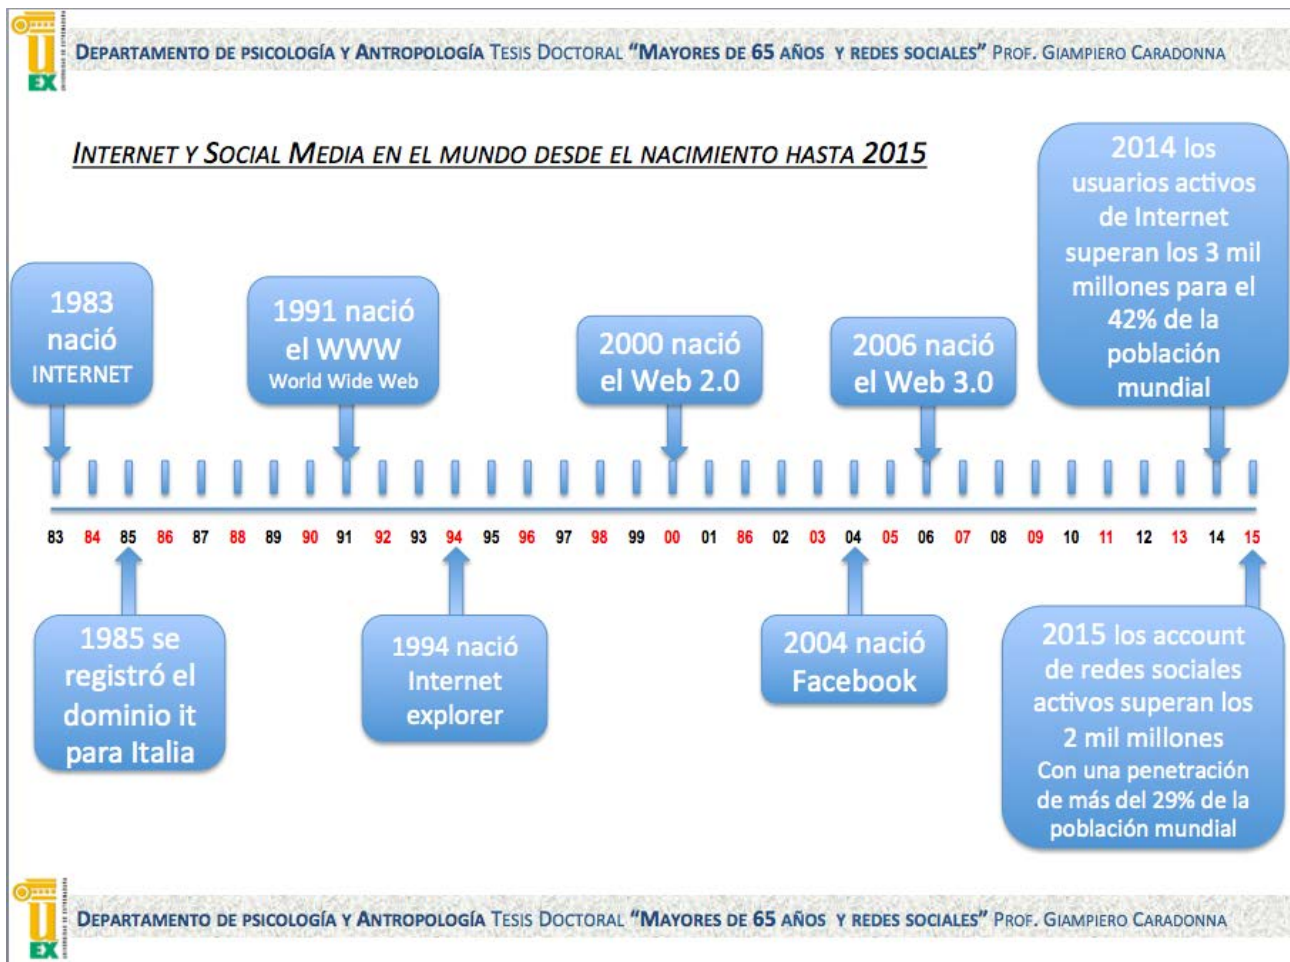 UEX
UNIVERSIDAD DE EXTREMADURA
DEPARTAMENTO DE PSICOLOGÍA Y ANTROPOLOGÍA TESIS DOCTORAL “MAYORES DE 65 AÑOS Y REDES SOCIALES” PROF. GIAMPIERO CARADONNA
INTERNET Y SOCIAL MEDIA EN EL MUNDO DESDE EL NACIMIENTO HASTA 2015
1983
nació
INTERNET
1991 nació
el WWW
World Wide Web
2000 nació
el Web 2.0
2006 nació
el Web 3.0
2014 los
usuarios activos
de Internet
superan los 3 mil
millones para el
42% de la
población
mundial
83 84 85 86 87 88 89 90 91 92 93 94 95 96 97 98 99 00 01 86 02 03 04 05 06 07 08 09 10 11 12 13 14 15
1985 se
registró el
dominio it
para Italia
1994 nació
Internet
explorer
2004 nació
Facebook
2015 los account
de redes sociales
activos superan los
2 mil millones
Con una penetración
de más del 29% de la
población mundial
UEX
UNIVERSIDAD DE EXTREMADURA
DEPARTAMENTO DE PSICOLOGÍA Y ANTROPOLOGÍA TESIS DOCTORAL “MAYORES DE 65 AÑOS Y REDES SOCIALES” PROF. GIAMPIERO CARADONNA